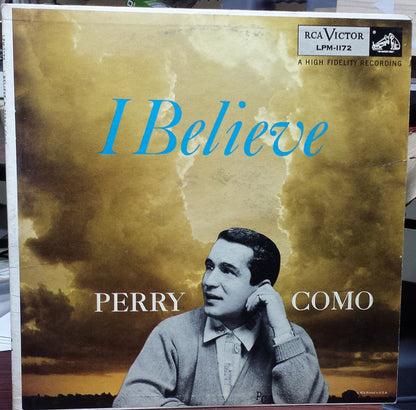 RCA VICTOR
LPM-1172
A HIGH FIDELITY RECORDING
I Believe
PERRY COMO